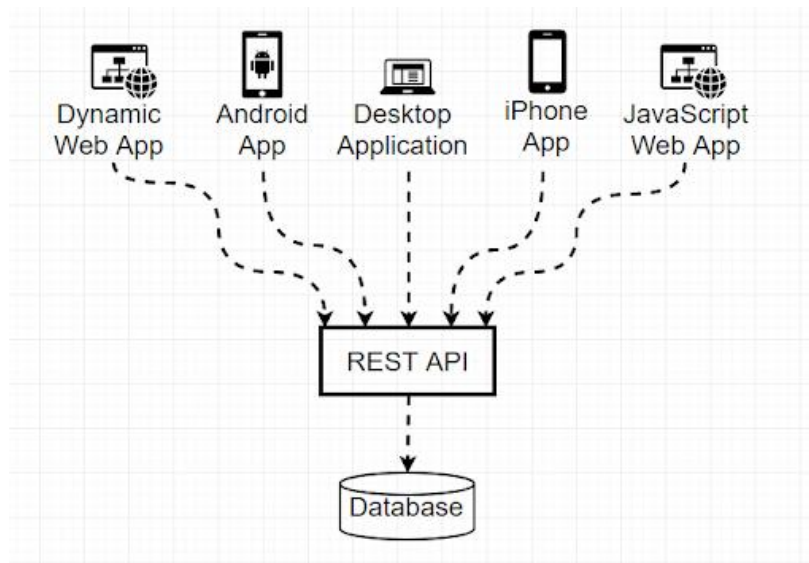 Dynamic
Web App
Android
App
Desktop
Application
iPhone
App
JavaScript
Web App
REST API
Database